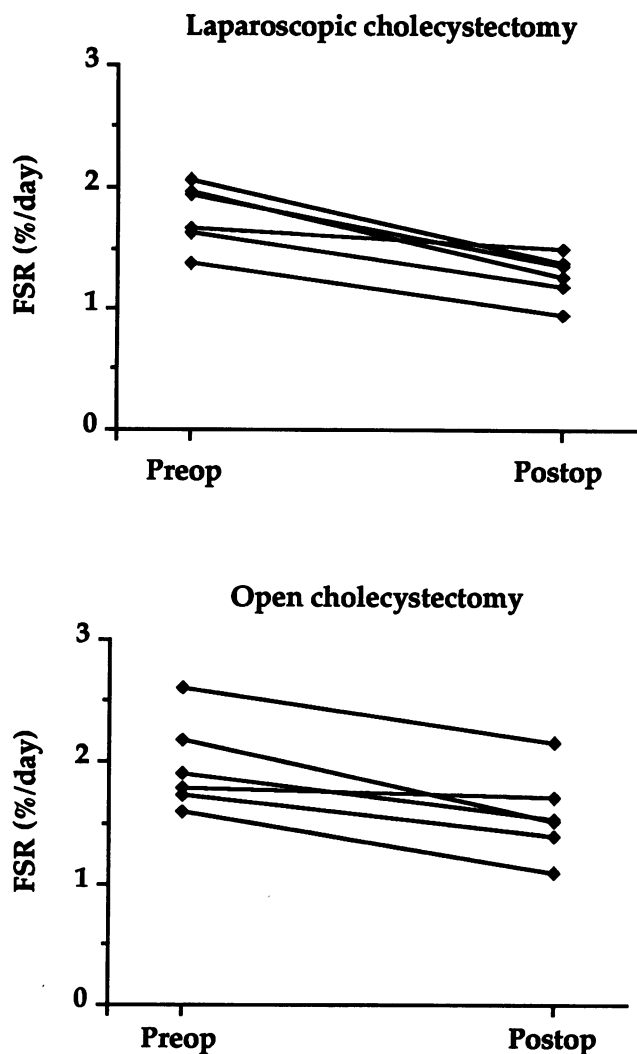 Laparoscopic cholecystectomy
3
2
1
0
FSR (%/day)
Preop
Postop
Open cholecystectomy
3
2
1
0
FSR (%/day)
Preop
Postop